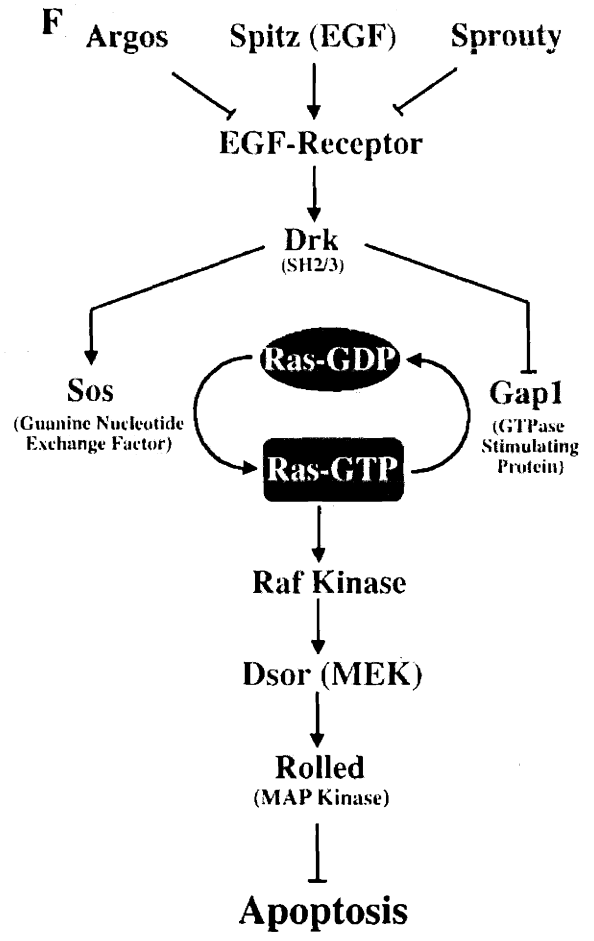 F
Argos Spitz (EGF) Sprouty
EGF-Receptor
Drk
(SH2/3)
Ras-GDP
Sos
(Guanine Nucleotide
Exchange Factor)
Gap1
(GTPase
Stimulating
Protein)
Ras-GTP
Raf Kinase
Dsor (MEK)
Rolled
(MAP Kinase)
Apoptosis